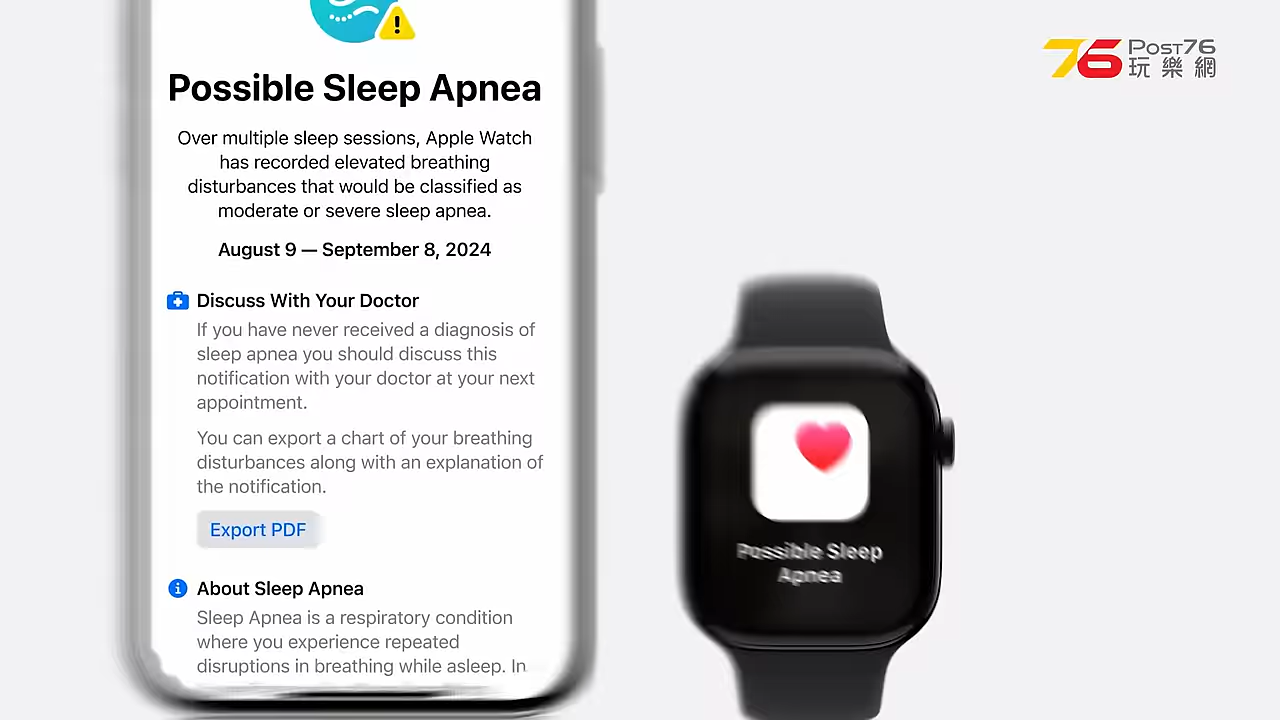 Possible Sleep Apnea
Over multiple sleep sessions, Apple Watch
has recorded elevated breathing
disturbances that would be classified as
moderate or severe sleep apnea.
August 9 — September 8, 2024
Discuss With Your Doctor
If you have never received a diagnosis of
sleep apnea you should discuss this
notification with your doctor at your next
appointment.
You can export a chart of your breathing
disturbances along with an explanation of
the notification.
Export PDF
About Sleep Apnea
Sleep Apnea is a respiratory condition
where you experience repeated
disruptions in breathing while asleep. In
Possible Sleep
Apnea
76 Post76
玩樂網